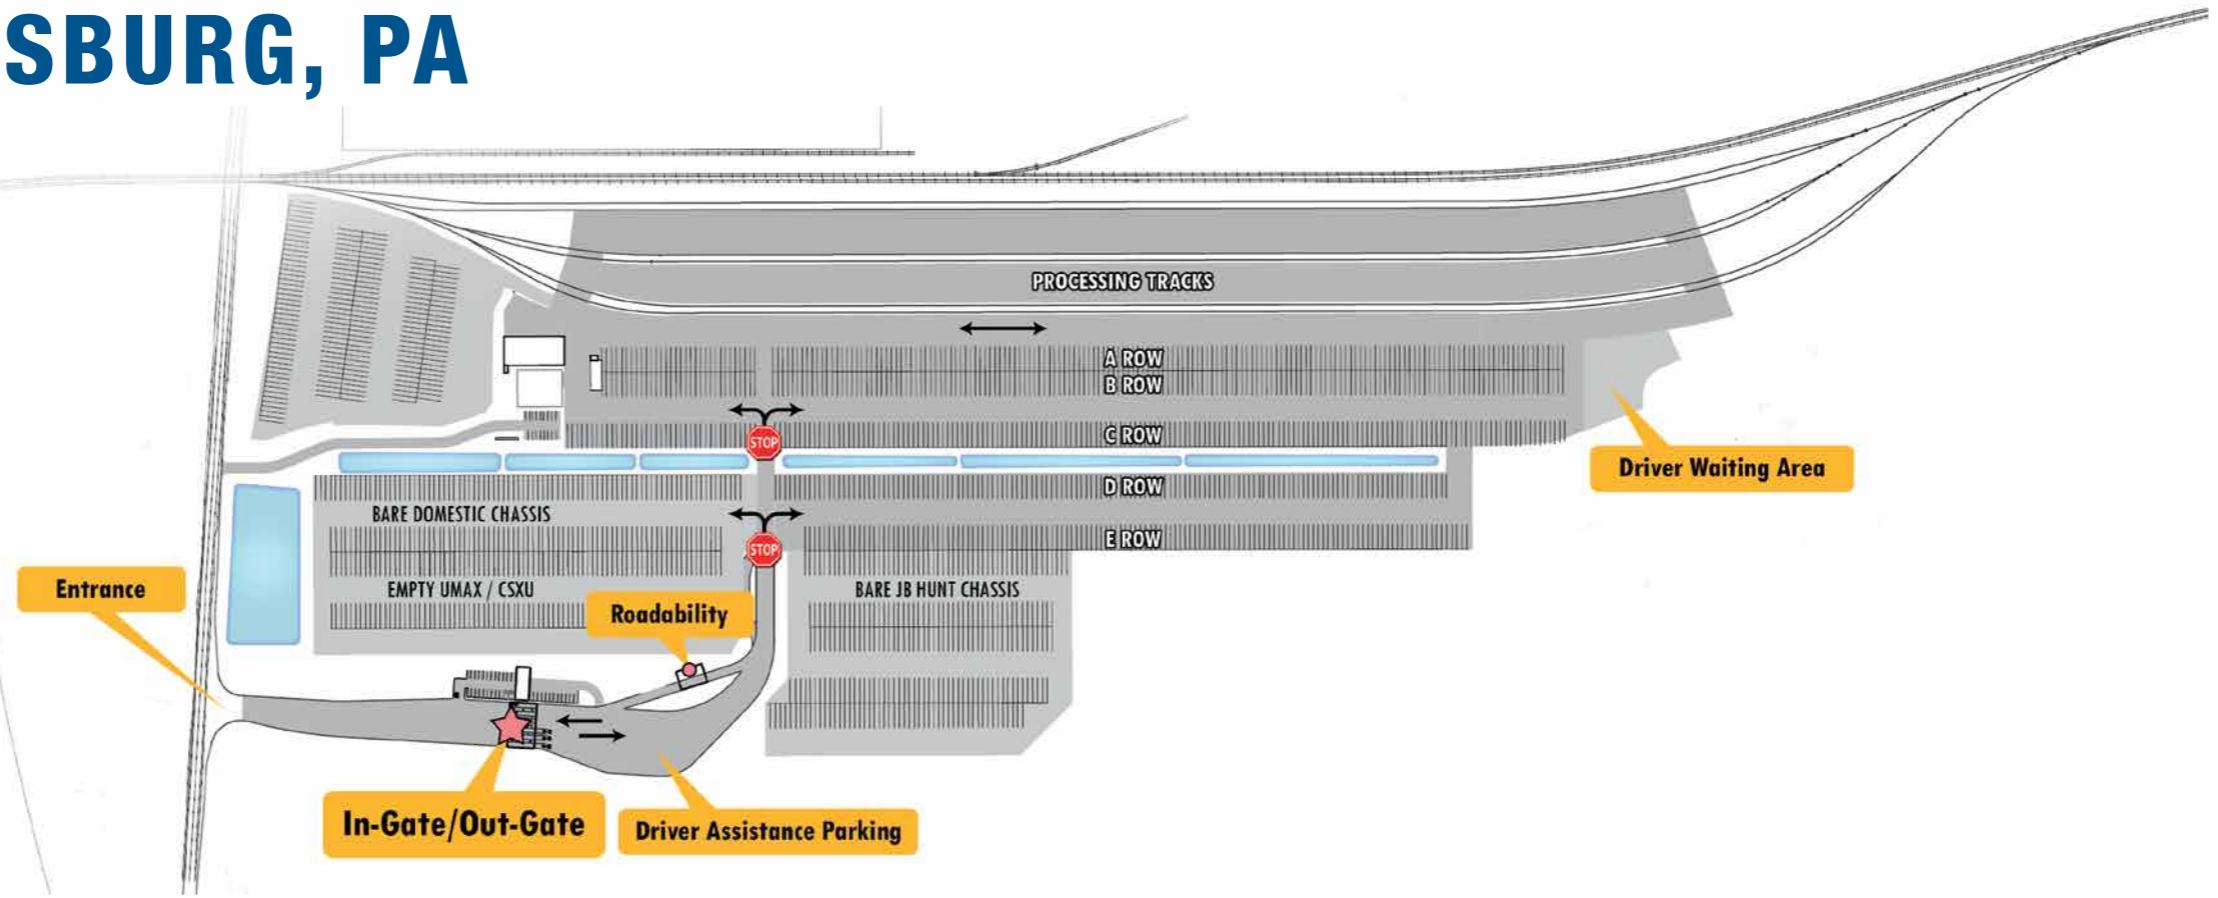 SBURG, PA
PROCESSING TRACKS
A ROW
B ROW
C ROW
STOP
Driver Waiting Area
D ROW
BARE DOMESTIC CHASSIS
E ROW
STOP
Entrance
EMPTY UMAX / CSXU
BARE JB HUNT CHASSIS
Roadability
In-Gate/Out-Gate
Driver Assistance Parking